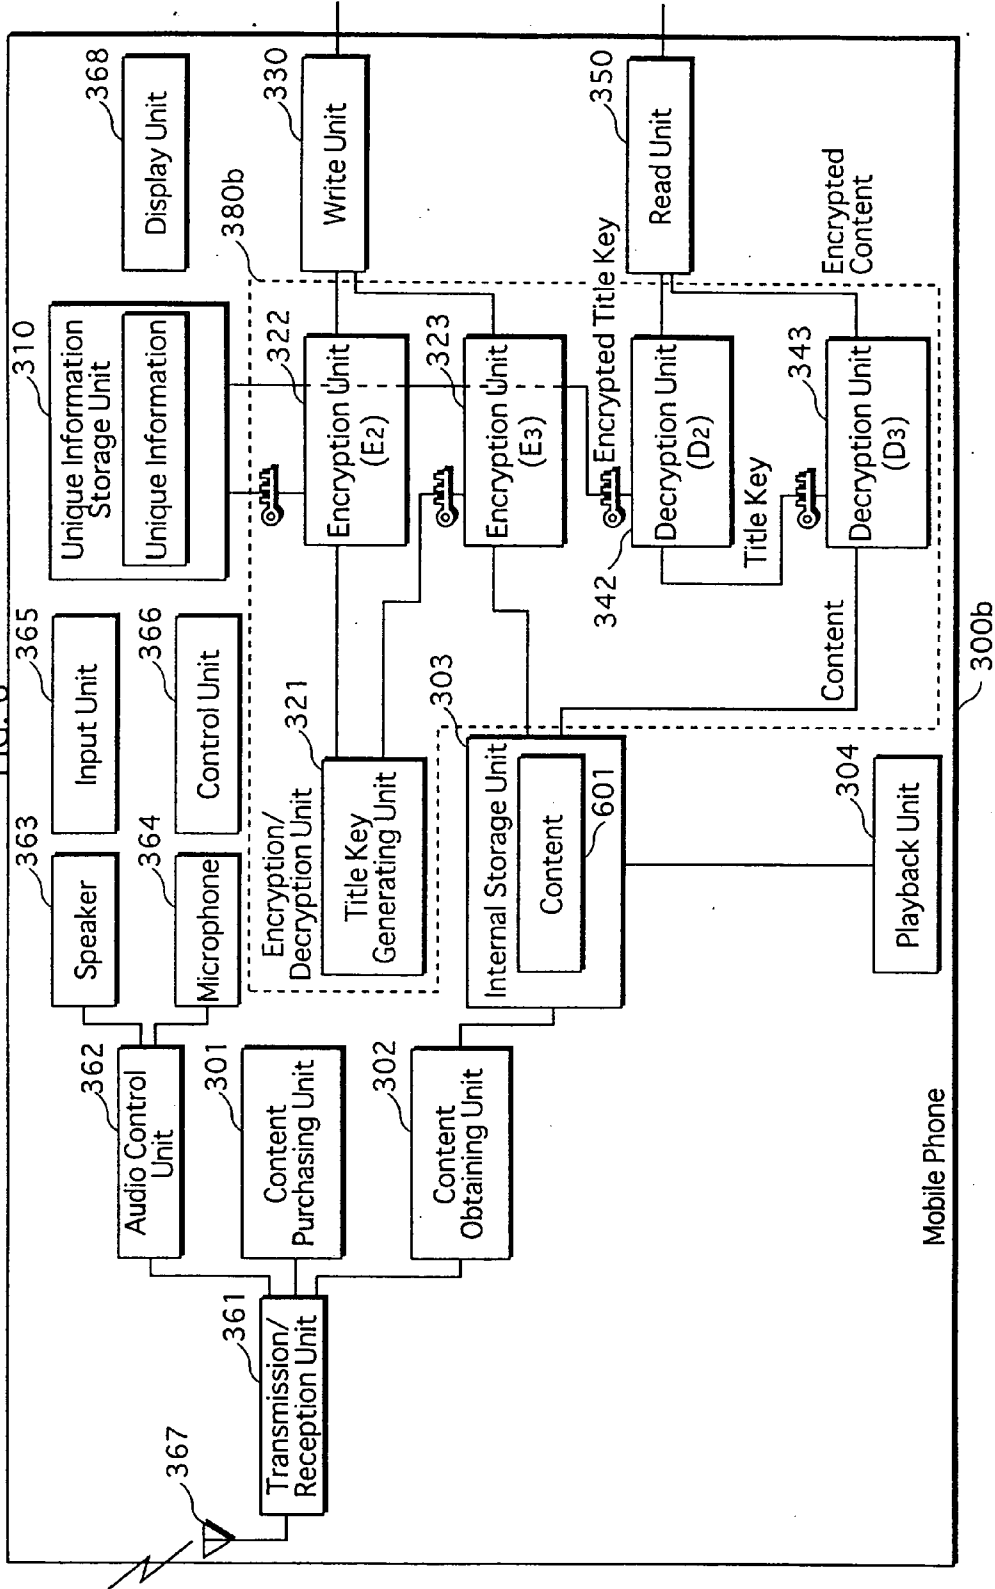 367
Transmission/
Reception Unit
361
Audio Control
Unit
362
Content
Purchasing Unit
301
Content
Obtaining Unit
302
Speaker
363
Microphone
364
Input Unit
365
Control Unit
366
Unique Information
Storage Unit
310
Unique Information
Display Unit
368
Encryption/
Decryption Unit
380b
Title Key
Generating Unit
321
Encryption Unit
(E2)
322
Encryption Unit
(E3)
323
Write Unit
330
Internal Storage Unit
303
Content
601
Encrypted Title Key
Decryption Unit
(D2)
342
Title Key
Decryption Unit
(D3)
343
Read Unit
350
Encrypted
Content
Content
Playback Unit
304
Mobile Phone
300b